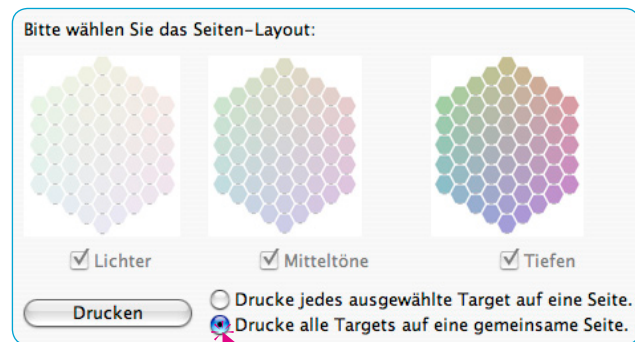 Bitte wählen Sie das Seiten-Layout:
Lichter
Mitteltöne
Tiefen
Drucken
Drucke jedes ausgewählte Target auf eine Seite.
Drucke alle Targets auf eine gemeinsame Seite.